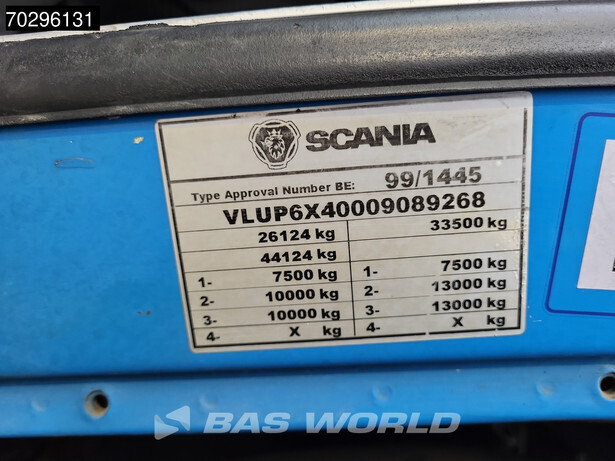 70296131
SCANIA
Type Approval Number BE: 99/1445
VLUP6X40009089268
26124 kg 33500 kg
44124 kg
1- 7500 kg 1- 7500 kg
2- 10000 kg 2- 13000 kg
3- 10000 kg 3- 13000 kg
4- X kg 4- X kg
BAS WORLD